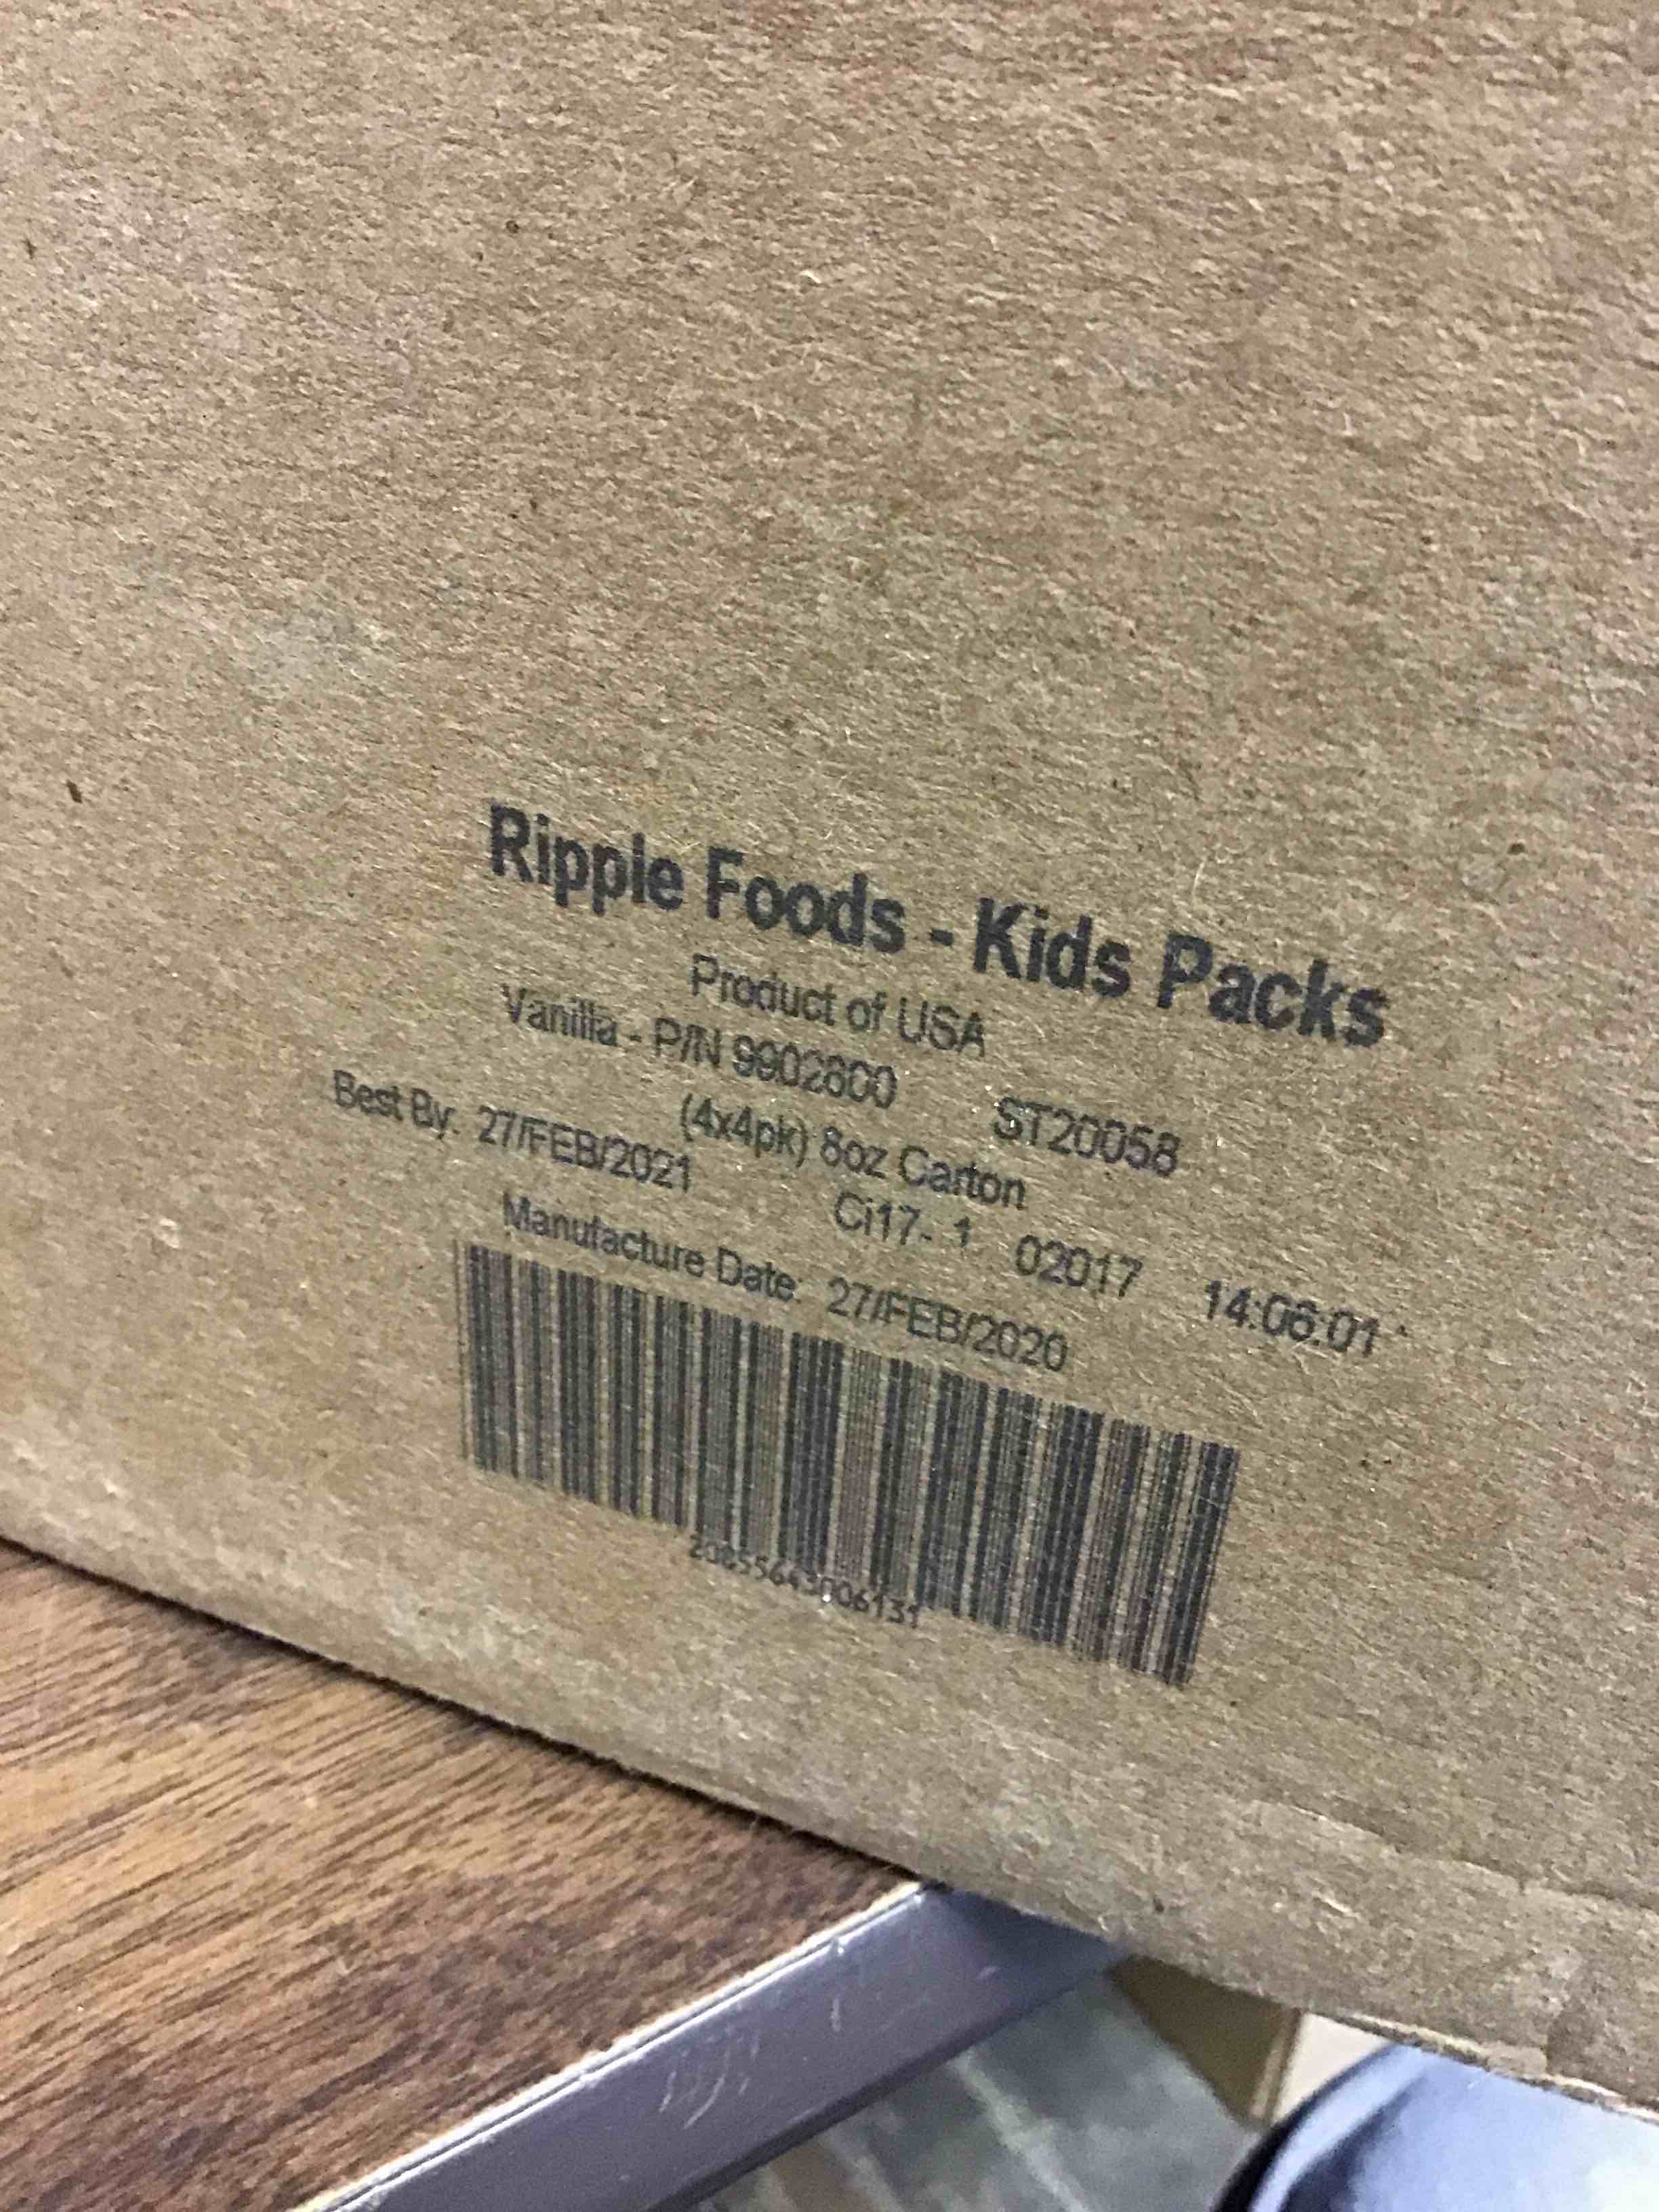 Ripple Foods - Kids Packs
Product of USA
Vanilla - P/N 9902800 ST20058
(4x4pk) 8oz Carton
Best By: 27/FEB/2021 Ci17- 1 02017 14:06:01
Manufacture Date: 27/FEB/2020